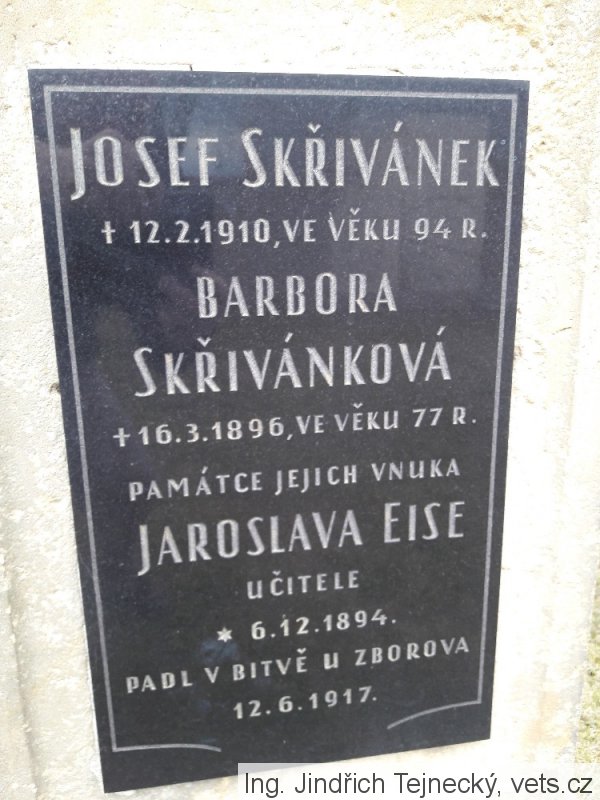 JOSEF SKŘIVÁNEK
† 12.2.1910, VE VĚKU 94 R.
BARBORA
SKŘIVÁNKOVÁ
† 16.3.1896, VE VĚKU 77 R.
PAMÁTCE JEJICH VNUKA
JAROSLAVA EISE
UČITELE
* 6.12.1894.
PADL V BITVĚ U ZBOROVA
12.6.1917.
Ing. Jindřich Tejnecký, vets.cz